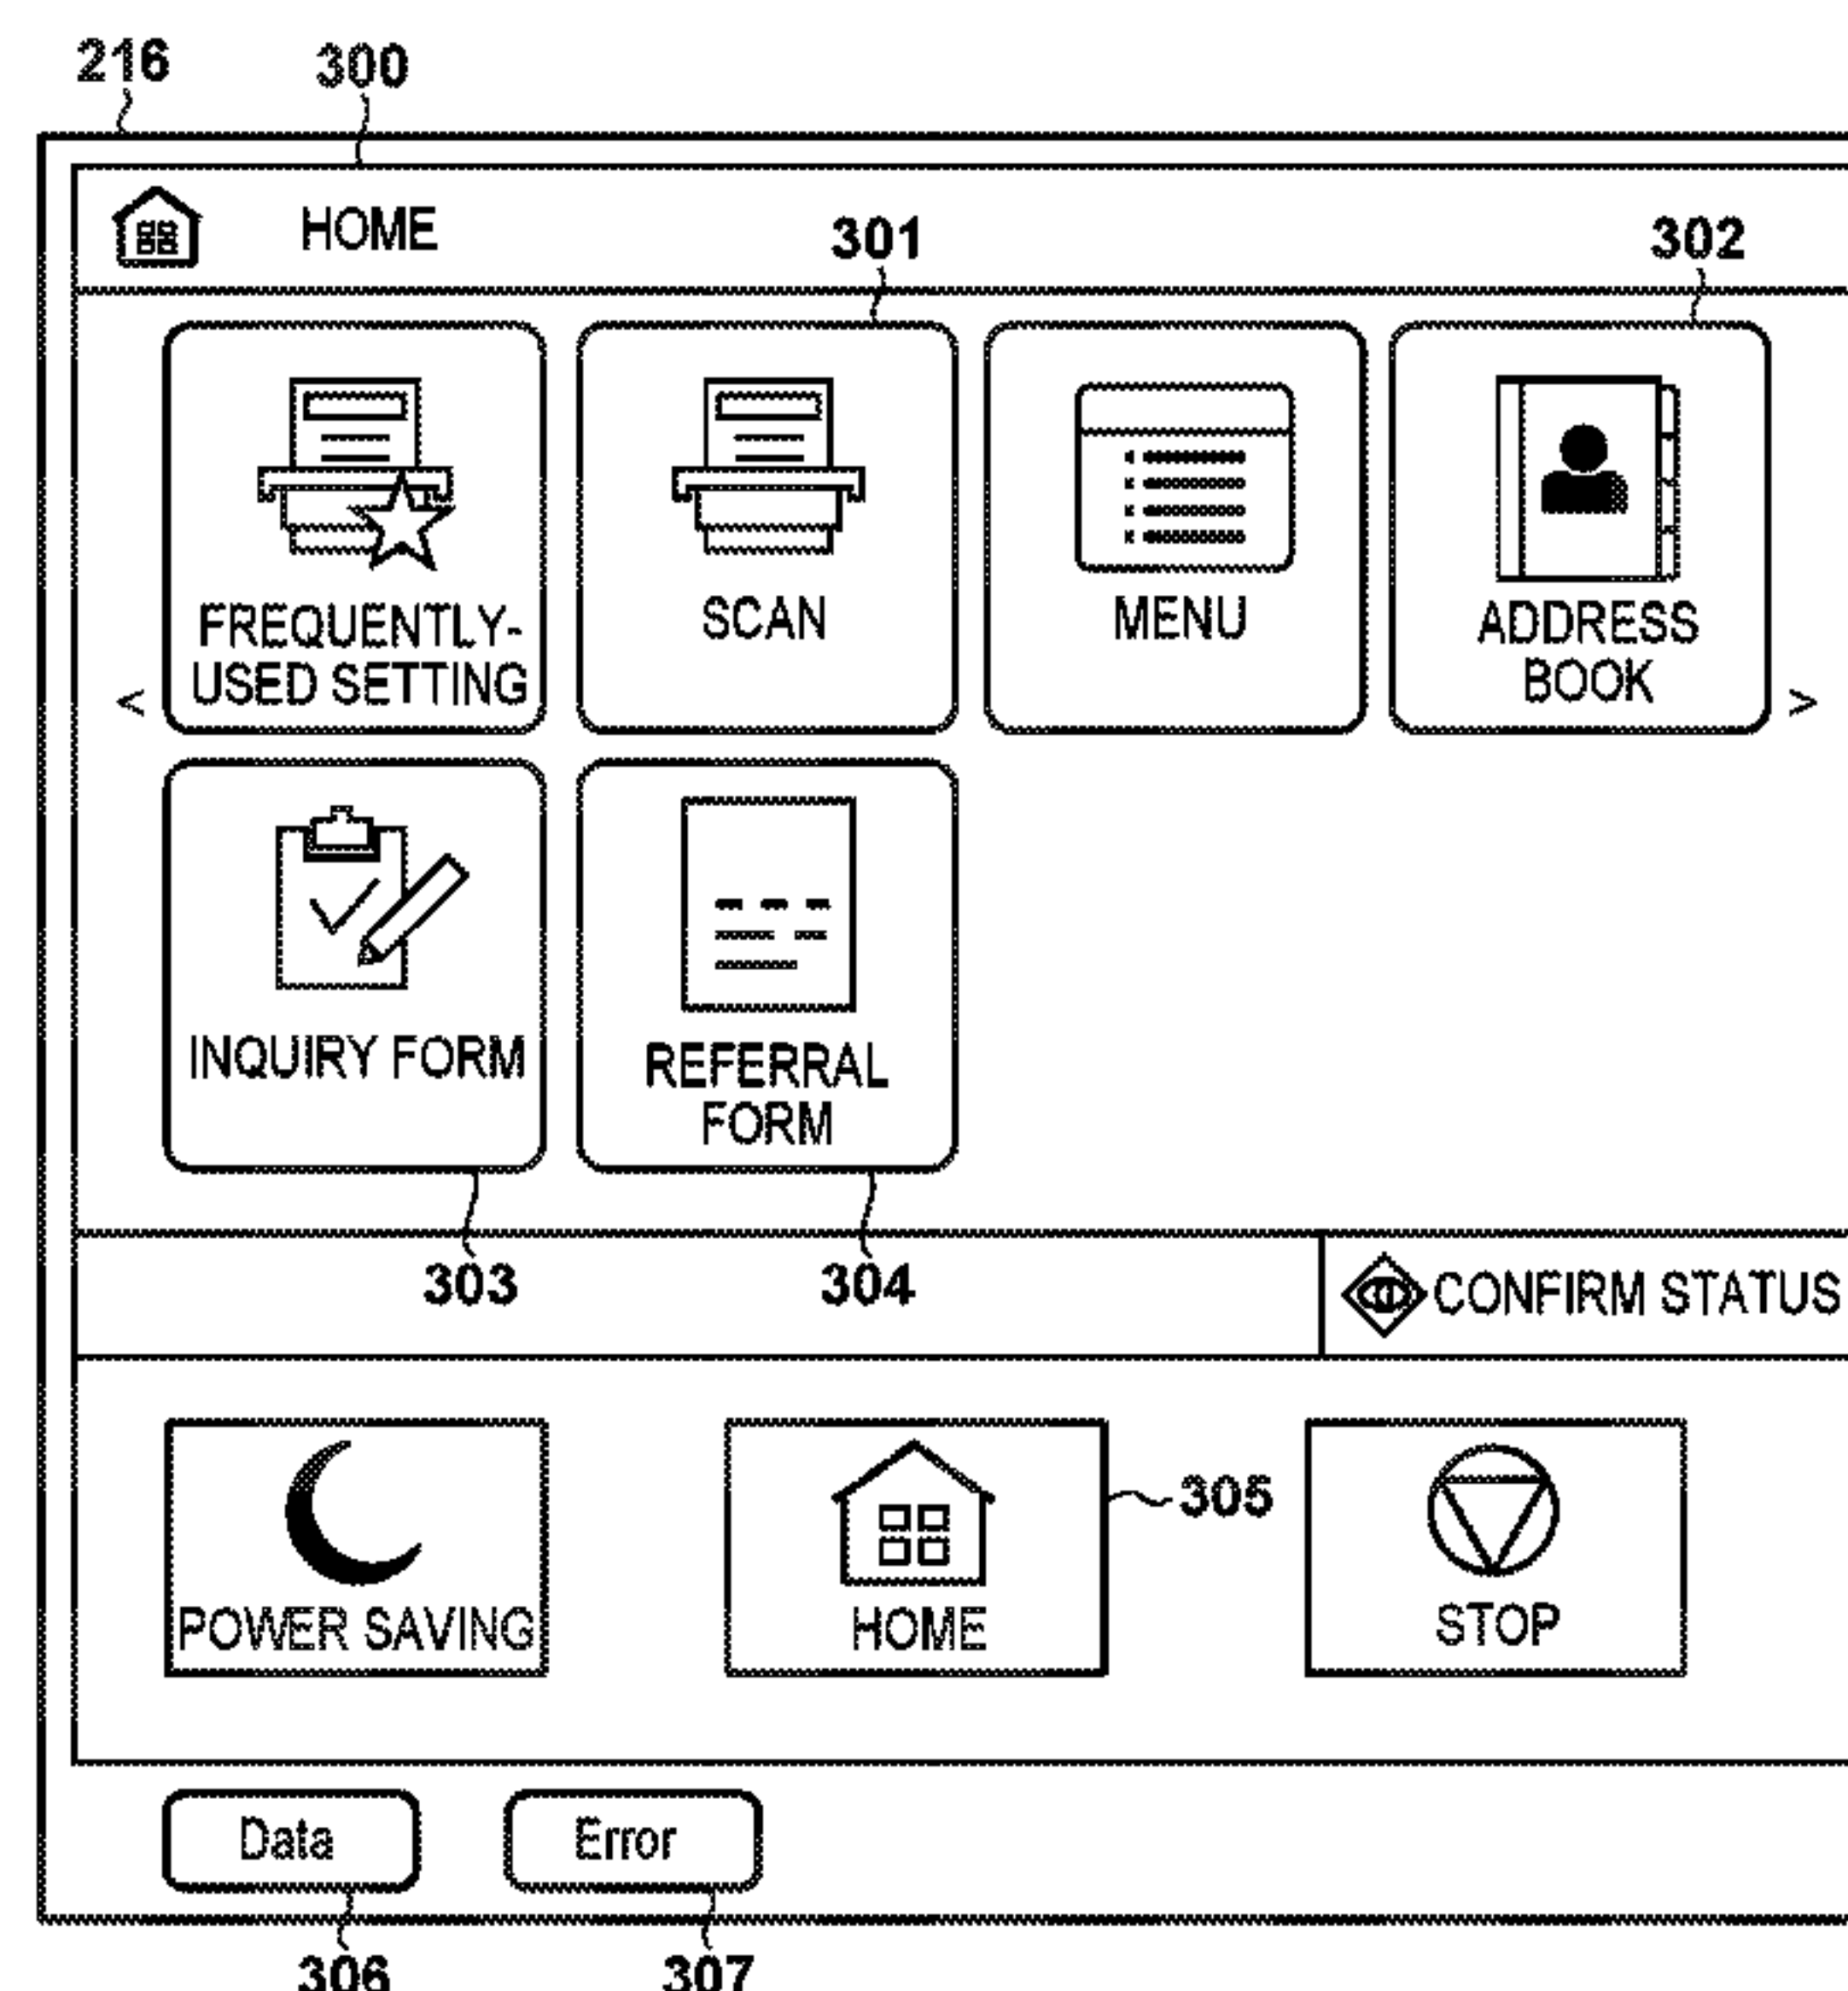 216 300
HOME
301 302
FREQUENTLY-
USED SETTING
SCAN
MENU
ADDRESS
BOOK
<
>
INQUIRY FORM
REFERRAL
FORM
303 304
CONFIRM STATUS
POWER SAVING
HOME
305
STOP
Data
Error
306 307